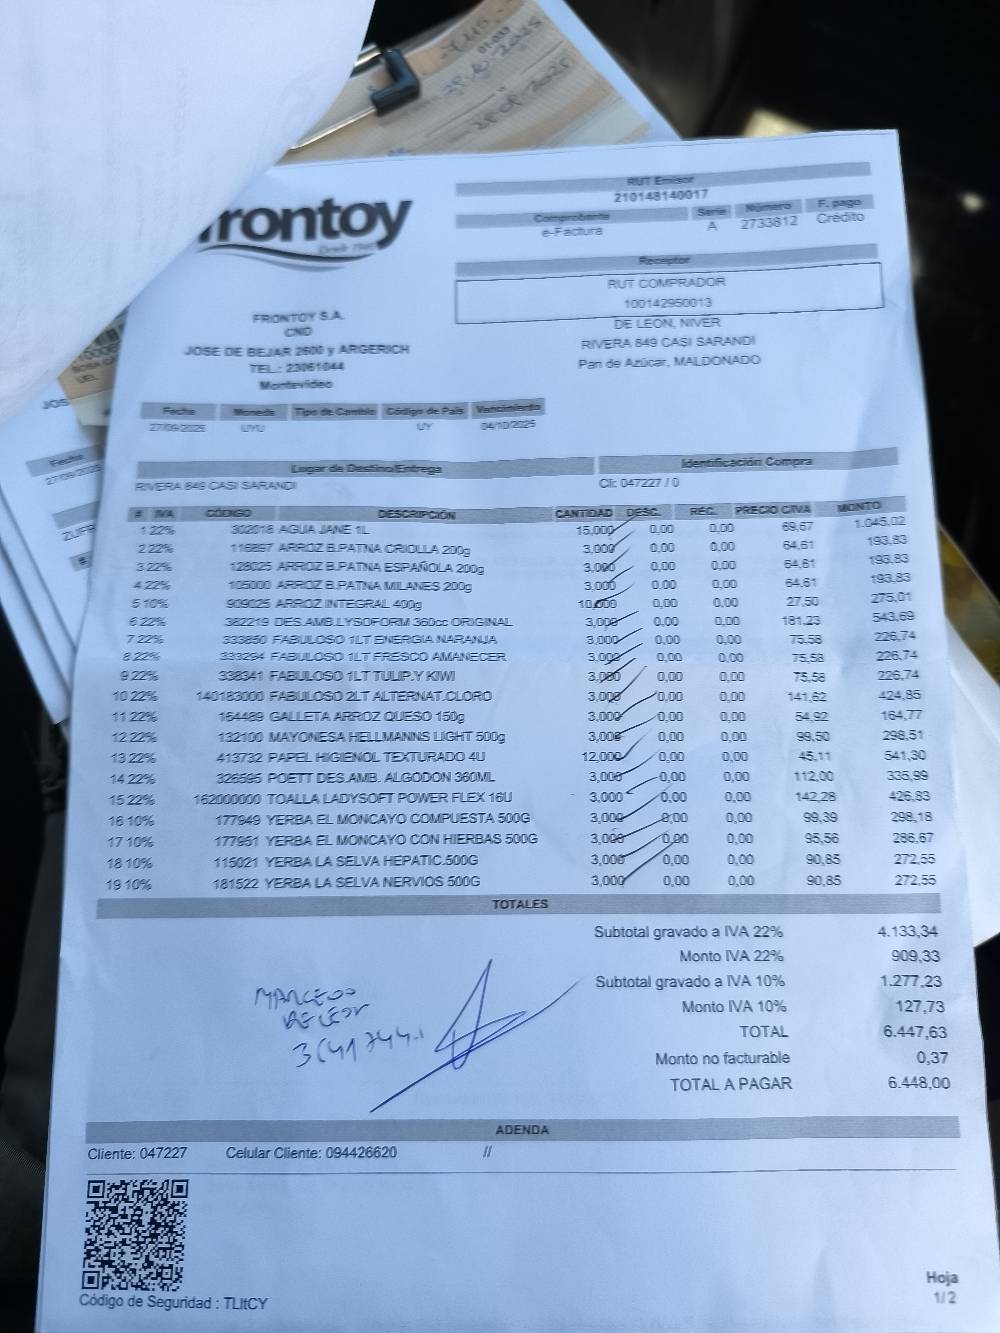 7415
01.033
28.10.2025
28.08.2025
frontoy
Desde 1940
RUT Emisor
210148140017
Comprobante Serie Número F. pago
e-Factura A 2733812 Crédito
Receptor
RUT COMPRADOR
100142950013
DE LEON, NIVER
RIVERA 849 CASI SARANDI
Pan de Azúcar, MALDONADO
FRONTOY S.A.
CND
JOSE DE BEJAR 2600 y ARGERICH
TEL.: 23061044
Montevideo
Fecha Moneda Tipo de Cambio Código de País Vencimiento
27/09/2025 UYU UY 04/10/2025
Lugar de Destino/Entrega Identificación Compra
RIVERA 849 CASI SARANDI Cli: 047227 / 0
# IVA CÓDIGO DESCRIPCIÓN CANTIDAD DESC. REC. PRECIO C/IVA MONTO
1 22% 302018 AGUA JANE 1L 15,000 0,00 0,00 69,67 1.045,02
2 22% 116897 ARROZ B.PATNA CRIOLLA 200g 3,000 0,00 0,00 64,61 193,83
3 22% 128025 ARROZ B.PATNA ESPAÑOLA 200g 3,000 0,00 0,00 64,61 193,83
4 22% 105000 ARROZ B.PATNA MILANES 200g 3,000 0,00 0,00 64,61 193,83
5 10% 909025 ARROZ INTEGRAL 400g 10,000 0,00 0,00 27,50 275,01
6 22% 382219 DES.AMB.LYSOFORM 360cc ORIGINAL 3,000 0,00 0,00 181,23 543,69
7 22% 333850 FABULOSO 1LT ENERGIA NARANJA 3,000 0,00 0,00 75,58 226,74
8 22% 333294 FABULOSO 1LT FRESCO AMANECER 3,000 0,00 0,00 75,58 226,74
9 22% 338341 FABULOSO 1LT TULIP.Y KIWI 3,000 0,00 0,00 75,58 226,74
10 22% 140183000 FABULOSO 2LT ALTERNAT.CLORO 3,000 0,00 0,00 141,62 424,85
11 22% 164489 GALLETA ARROZ QUESO 150g 3,000 0,00 0,00 54,92 164,77
12 22% 132100 MAYONESA HELLMANNS LIGHT 500g 3,000 0,00 0,00 99,50 298,51
13 22% 413732 PAPEL HIGIENOL TEXTURADO 4U 12,000 0,00 0,00 45,11 541,30
14 22% 326595 POETT DES.AMB. ALGODON 360ML 3,000 0,00 0,00 112,00 335,99
15 22% 162000000 TOALLA LADYSOFT POWER FLEX 16U 3,000 0,00 0,00 142,28 426,83
16 10% 177949 YERBA EL MONCAYO COMPUESTA 500G 3,000 0,00 0,00 99,39 298,18
17 10% 177951 YERBA EL MONCAYO CON HIERBAS 500G 3,000 0,00 0,00 95,56 286,67
18 10% 115021 YERBA LA SELVA HEPATIC.500G 3,000 0,00 0,00 90,85 272,55
19 10% 181522 YERBA LA SELVA NERVIOS 500G 3,000 0,00 0,00 90,85 272,55
TOTALES
Subtotal gravado a IVA 22% 4.133,34
Monto IVA 22% 909,33
Subtotal gravado a IVA 10% 1.277,23
Monto IVA 10% 127,73
TOTAL 6.447,63
Monto no facturable 0,37
TOTAL A PAGAR 6.448,00
ADENDA
Cliente: 047227 Celular Cliente: 094426620 //
Código de Seguridad : TLItCY
Hoja
1/ 2
JOS
Fecha
27/09/2025
#